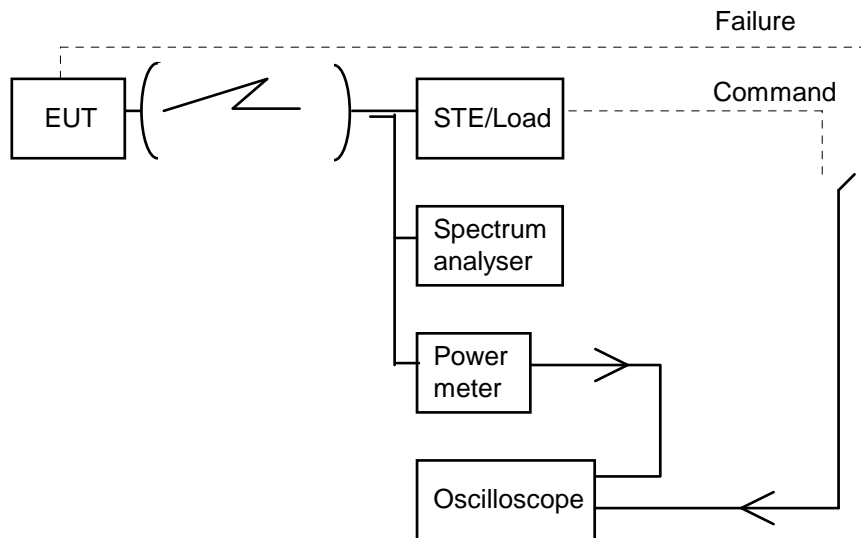 Failure
EUT
STE/Load
Command
Spectrum
analyser
Power
meter
Oscilloscope